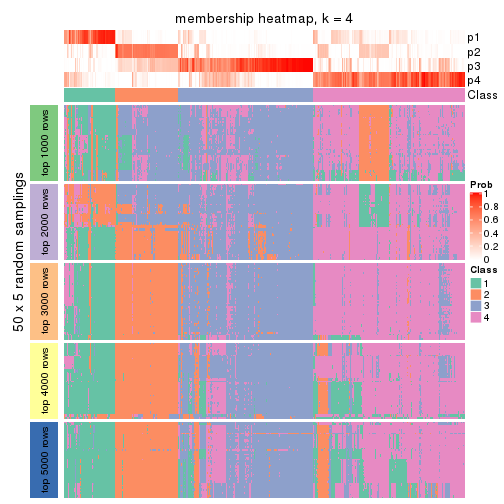 membership heatmap, k = 4
p1
p2
p3
p4
Class
50 x 5 random samplings
top 1000 rows
top 2000 rows
top 3000 rows
top 4000 rows
top 5000 rows
Prob
1
0.8
0.6
0.4
0.2
0
Class
1
2
3
4